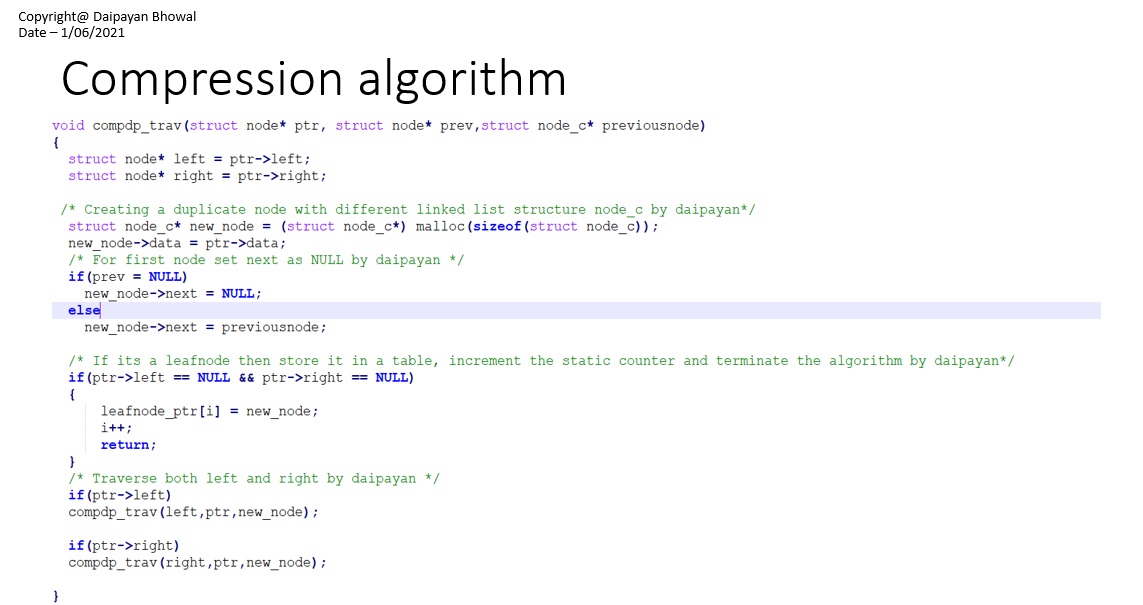 Copyright@ Daipayan Bhowal
Date – 1/06/2021
Compression algorithm
void compdp_trav(struct node* ptr, struct node* prev,struct node_c* previousnode)
{
struct node* left = ptr->left;
struct node* right = ptr->right;
/* Creating a duplicate node with different linked list structure node_c by daipayan*/
struct node_c* new_node = (struct node_c*) malloc(sizeof(struct node_c));
new_node->data = ptr->data;
/* For first node set next as NULL by daipayan */
if(prev = NULL)
new_node->next = NULL;
else
new_node->next = previousnode;
/* If its a leafnode then store it in a table, increment the static counter and terminate the algorithm by daipayan*/
if(ptr->left == NULL && ptr->right == NULL)
{
leafnode_ptr[i] = new_node;
i++;
return;
}
/* Traverse both left and right by daipayan */
if(ptr->left)
compdp_trav(left,ptr,new_node);
if(ptr->right)
compdp_trav(right,ptr,new_node);
}